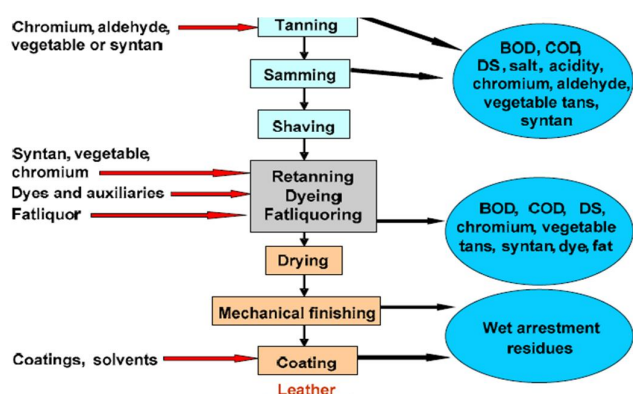 Chromium, aldehyde,
vegetable or syntan
Tanning
BOD, COD,
DS, salt, acidity,
chromium, aldehyde,
vegetable tans,
syntan
Samming
Shaving
Syntan, vegetable,
chromium
Dyes and auxiliaries
Fatliquor
Retanning
Dyeing
Fatliquoring
BOD, COD, DS,
chromium, vegetable
tans, syntan, dye, fat
Drying
Mechanical finishing
Wet arrestment
residues
Coatings, solvents
Coating
Leather